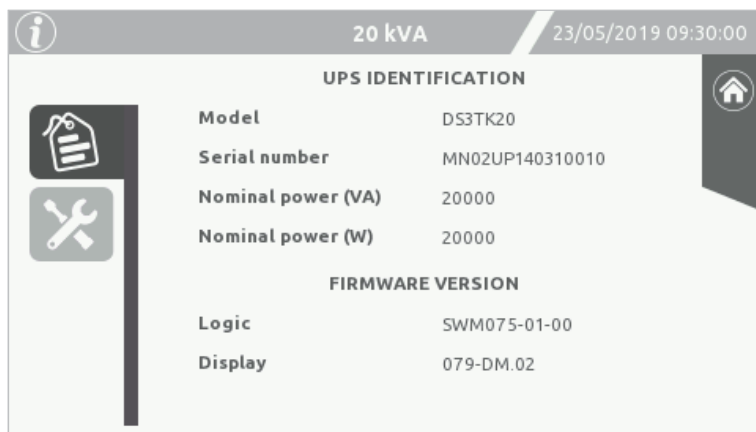 20 kVA 23/05/2019 09:30:00
UPS IDENTIFICATION
Model DS3TK20
Serial number MN02UP140310010
Nominal power (VA) 20000
Nominal power (W) 20000
FIRMWARE VERSION
Logic SWM075-01-00
Display 079-DM.02